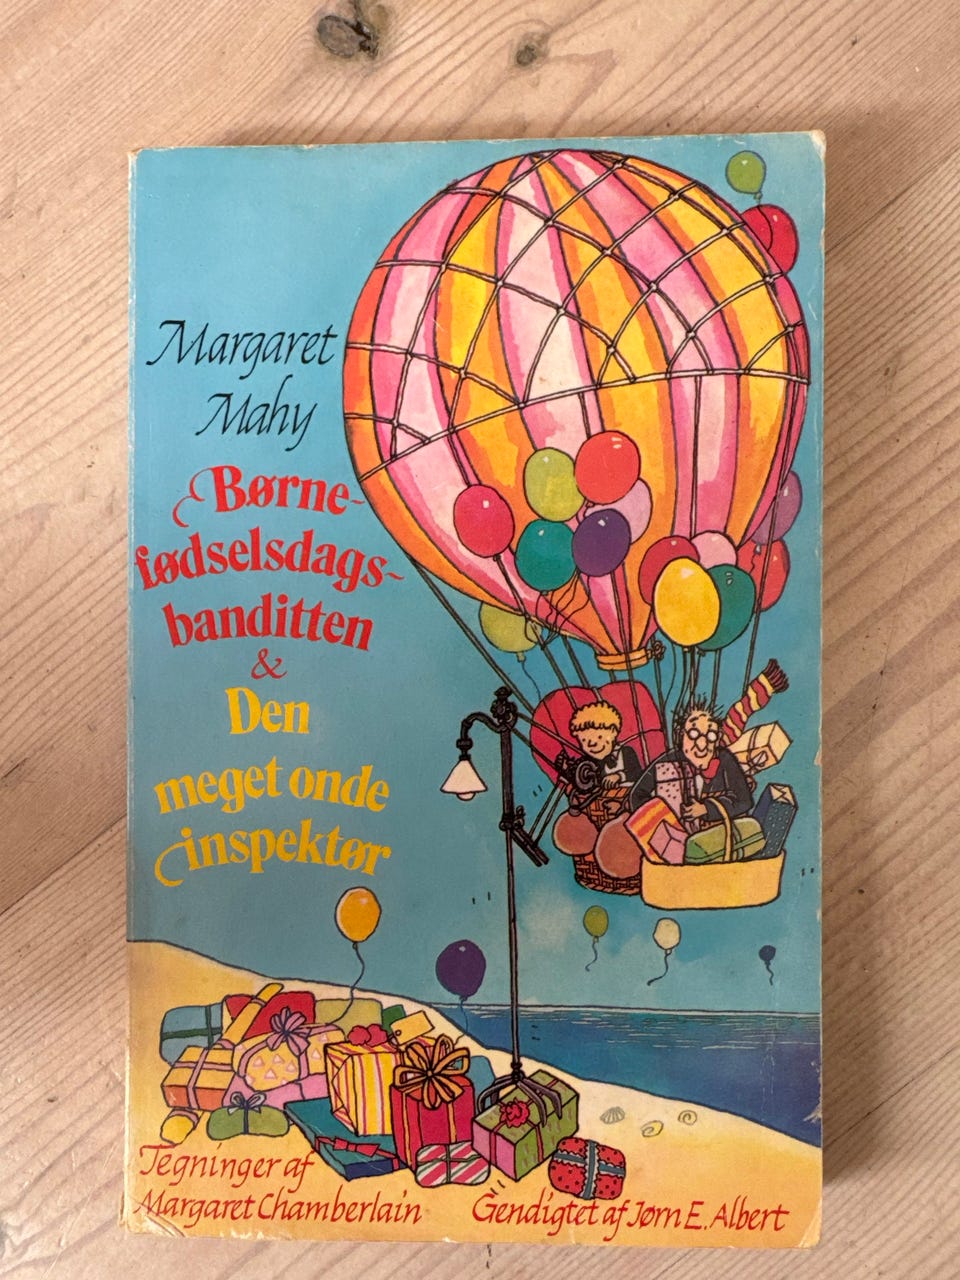 Margaret
Mahy
Børne-
fødselsdags-
banditten
&
Den
meget onde
inspektør
Tegninger af
Margaret Chamberlain
Gendigtet af Jørn E. Albert